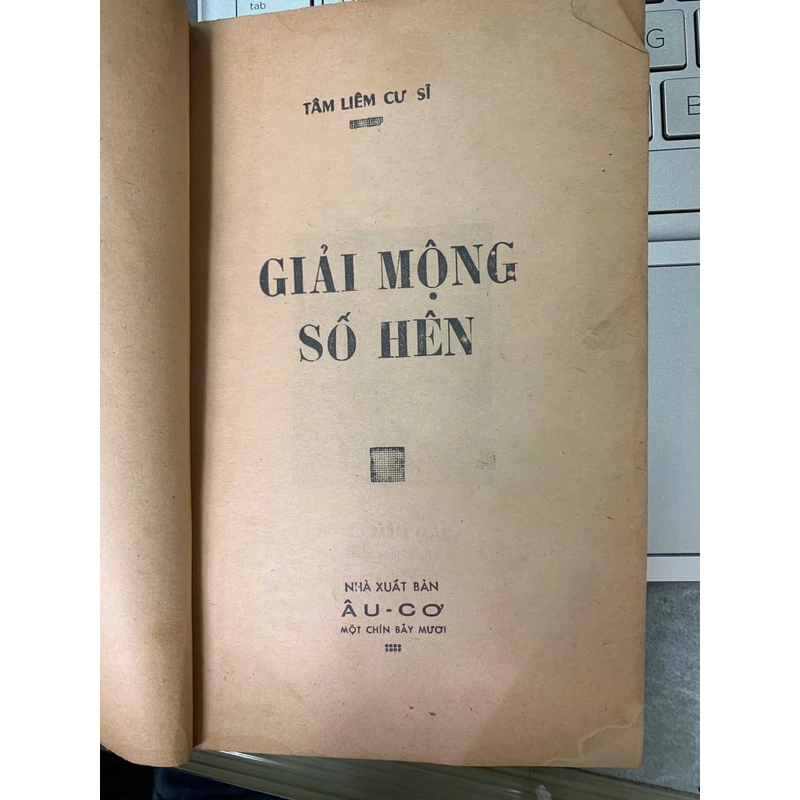 tab
G
B
TÂM LIÊM CƯ SĨ
GIẢI MỘNG
SỐ HÊN
NHÀ XUẤT BẢN
ÂU-CƠ
MỘT CHÍN BẢY MƯƠI